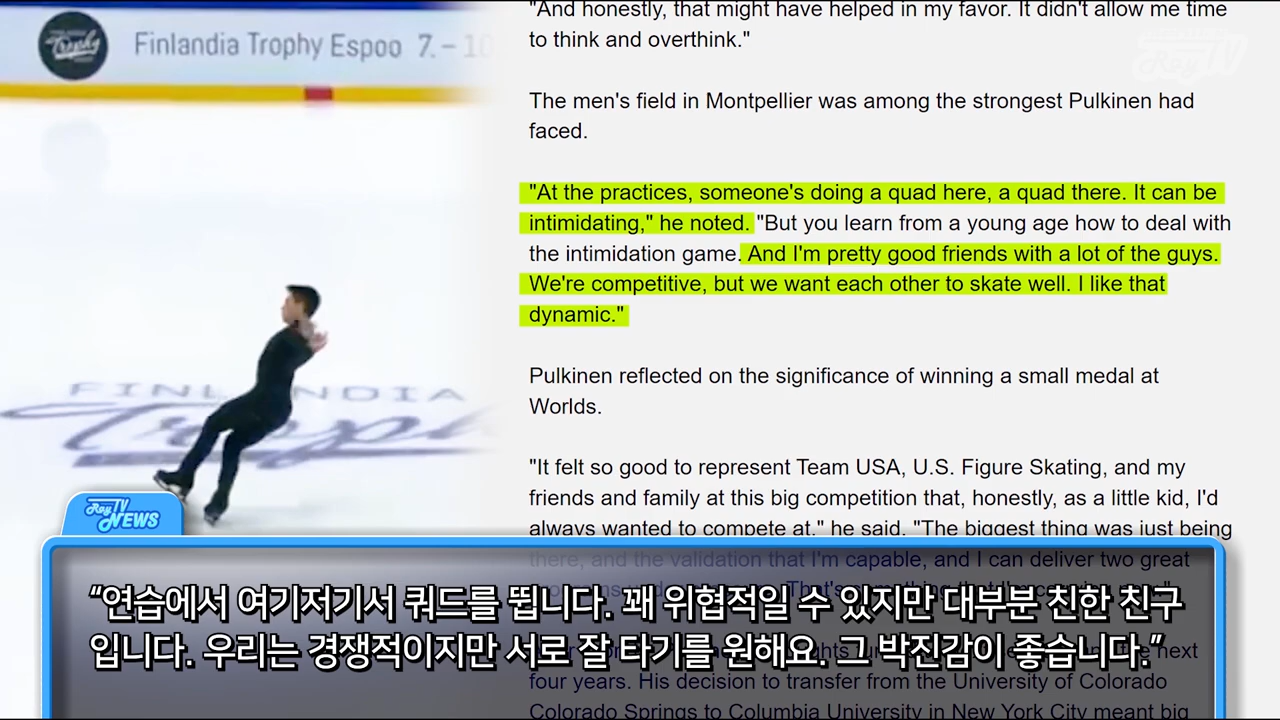 Finlandia Trophy Espoo 7. – 10
Trophy
RoyTV
"And honestly, that might have helped in my favor. It didn't allow me time
to think and overthink."
The men's field in Montpellier was among the strongest Pulkinen had
faced.
"At the practices, someone's doing a quad here, a quad there. It can be
intimidating," he noted. "But you learn from a young age how to deal with
the intimidation game. And I'm pretty good friends with a lot of the guys.
We're competitive, but we want each other to skate well. I like that
dynamic."
Pulkinen reflected on the significance of winning a small medal at
Worlds.
"It felt so good to represent Team USA, U.S. Figure Skating, and my
friends and family at this big competition that, honestly, as a little kid, I'd
always wanted to compete at," he said. "The biggest thing was just being
there, and the validation that I'm capable, and I can deliver two great
next
four years. His decision to transfer from the University of Colorado
Colorado Springs to Columbia University in New York City meant big
FINLANDIA
Trophy
RoyTV
NEWS
“연습에서 여기저기서 쿼드를 뜁니다. 꽤 위협적일 수 있지만 대부분 친한 친구
입니다. 우리는 경쟁적이지만 서로 잘 타기를 원해요. 그 박진감이 좋습니다.”